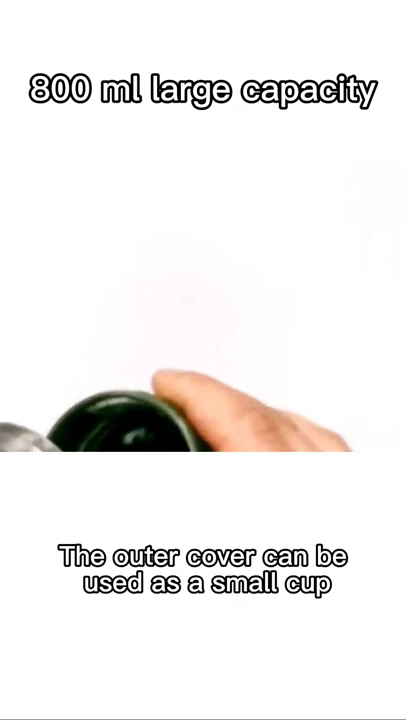 800 ml large capacity
The outer cover can be
used as a small cup